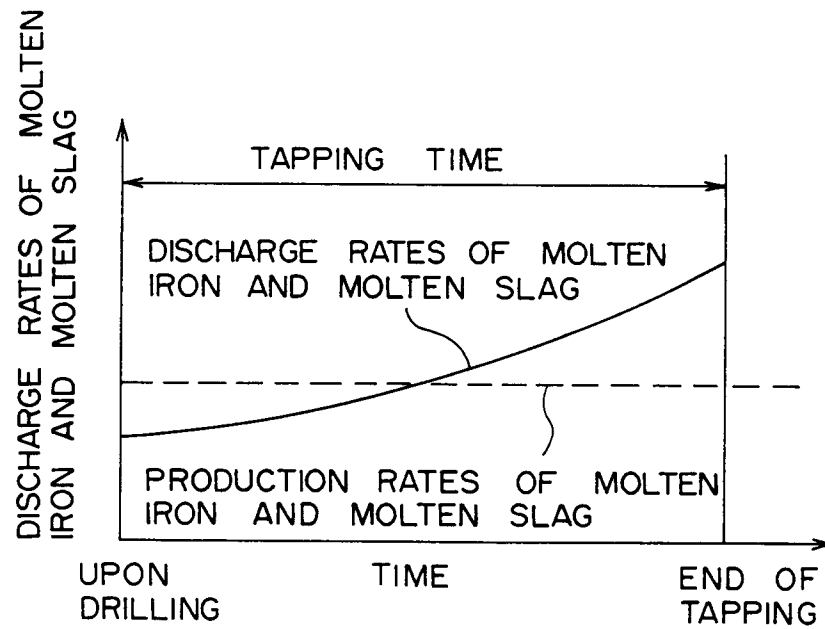 DISCHARGE RATES OF MOLTEN
IRON AND MOLTEN SLAG
TAPPING TIME
DISCHARGE RATES OF MOLTEN
IRON AND MOLTEN SLAG
PRODUCTION RATES OF MOLTEN
IRON AND MOLTEN SLAG
UPON
DRILLING
TIME
END OF
TAPPING